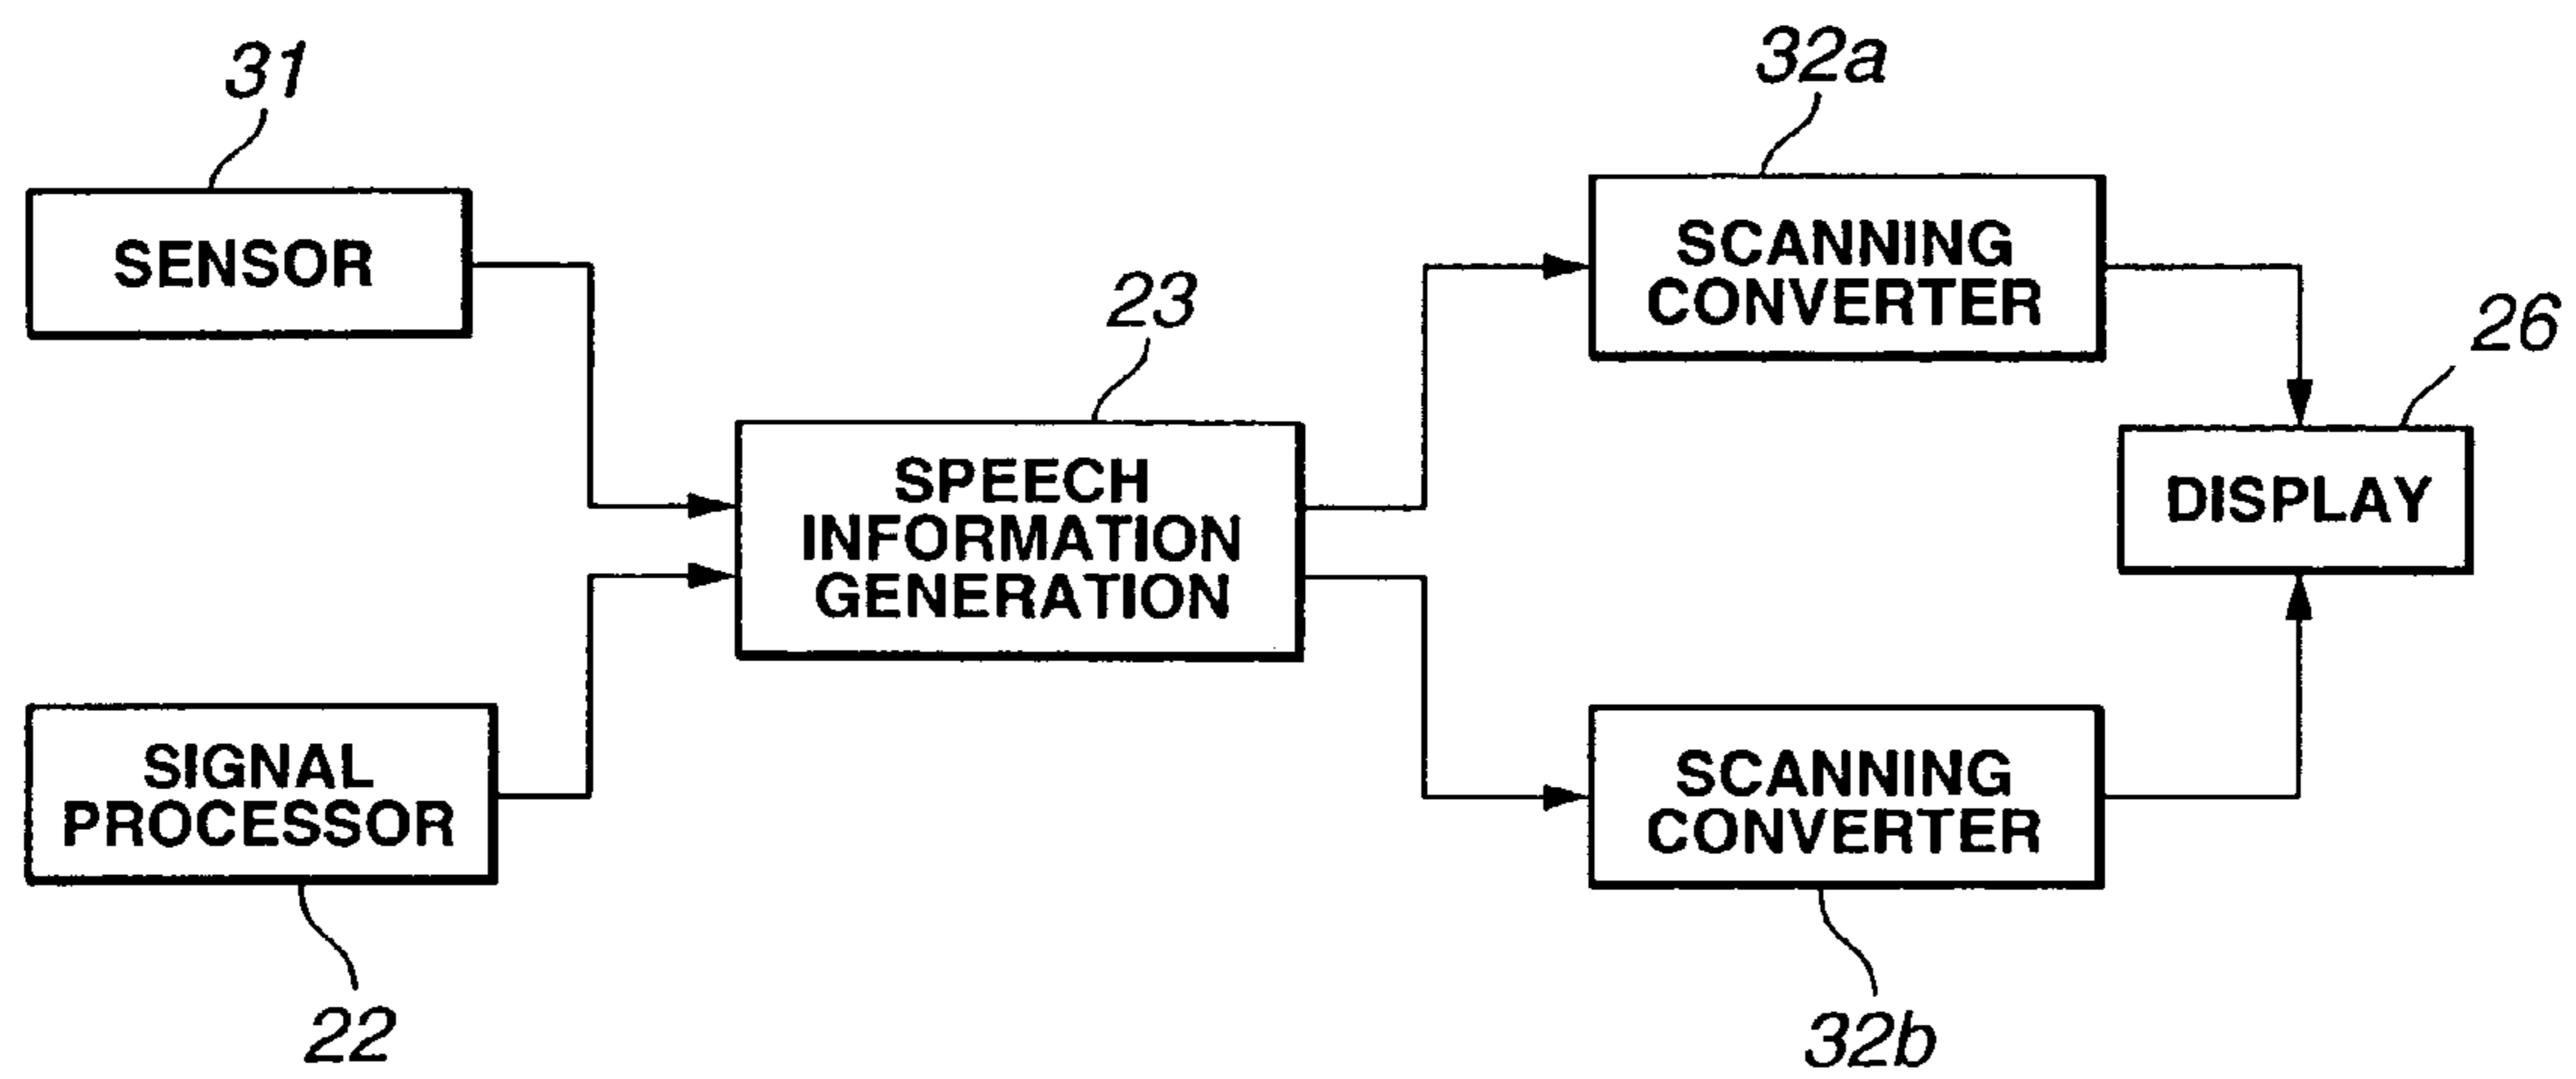 31
SENSOR
22
SIGNAL
PROCESSOR
23
SPEECH
INFORMATION
GENERATION
32a
SCANNING
CONVERTER
26
DISPLAY
SCANNING
CONVERTER
32b